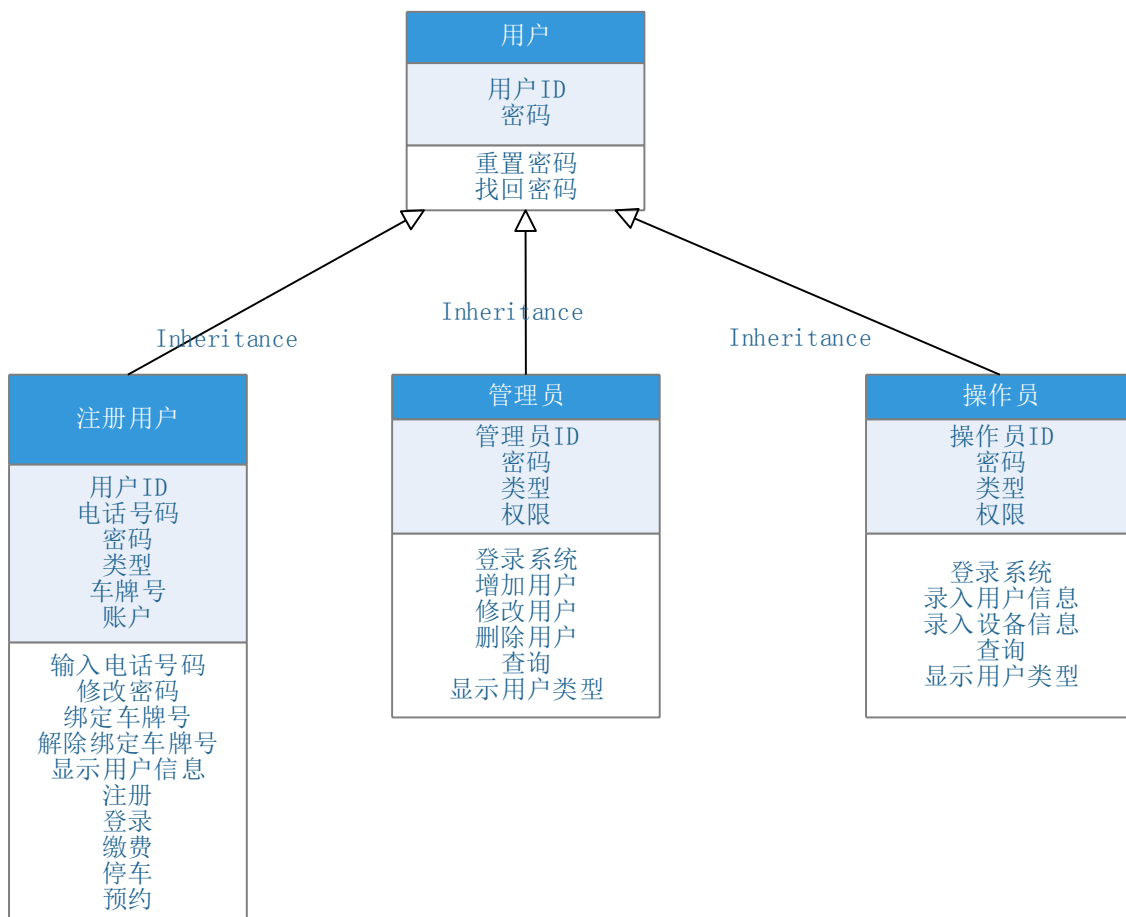 用户
用户ID
密码
重置密码
找回密码
Inheritance
Inheritance
Inheritance
注册用户
用户ID
电话号码
密码
类型
车牌号
账户
输入电话号码
修改密码
绑定车牌号
解除绑定车牌号
显示用户信息
注册
登录
缴费
停车
预约
管理员
管理员ID
密码
类型
权限
登录系统
增加用户
修改用户
删除用户
查询
显示用户类型
操作员
操作员ID
密码
类型
权限
登录系统
录入用户信息
录入设备信息
查询
显示用户类型